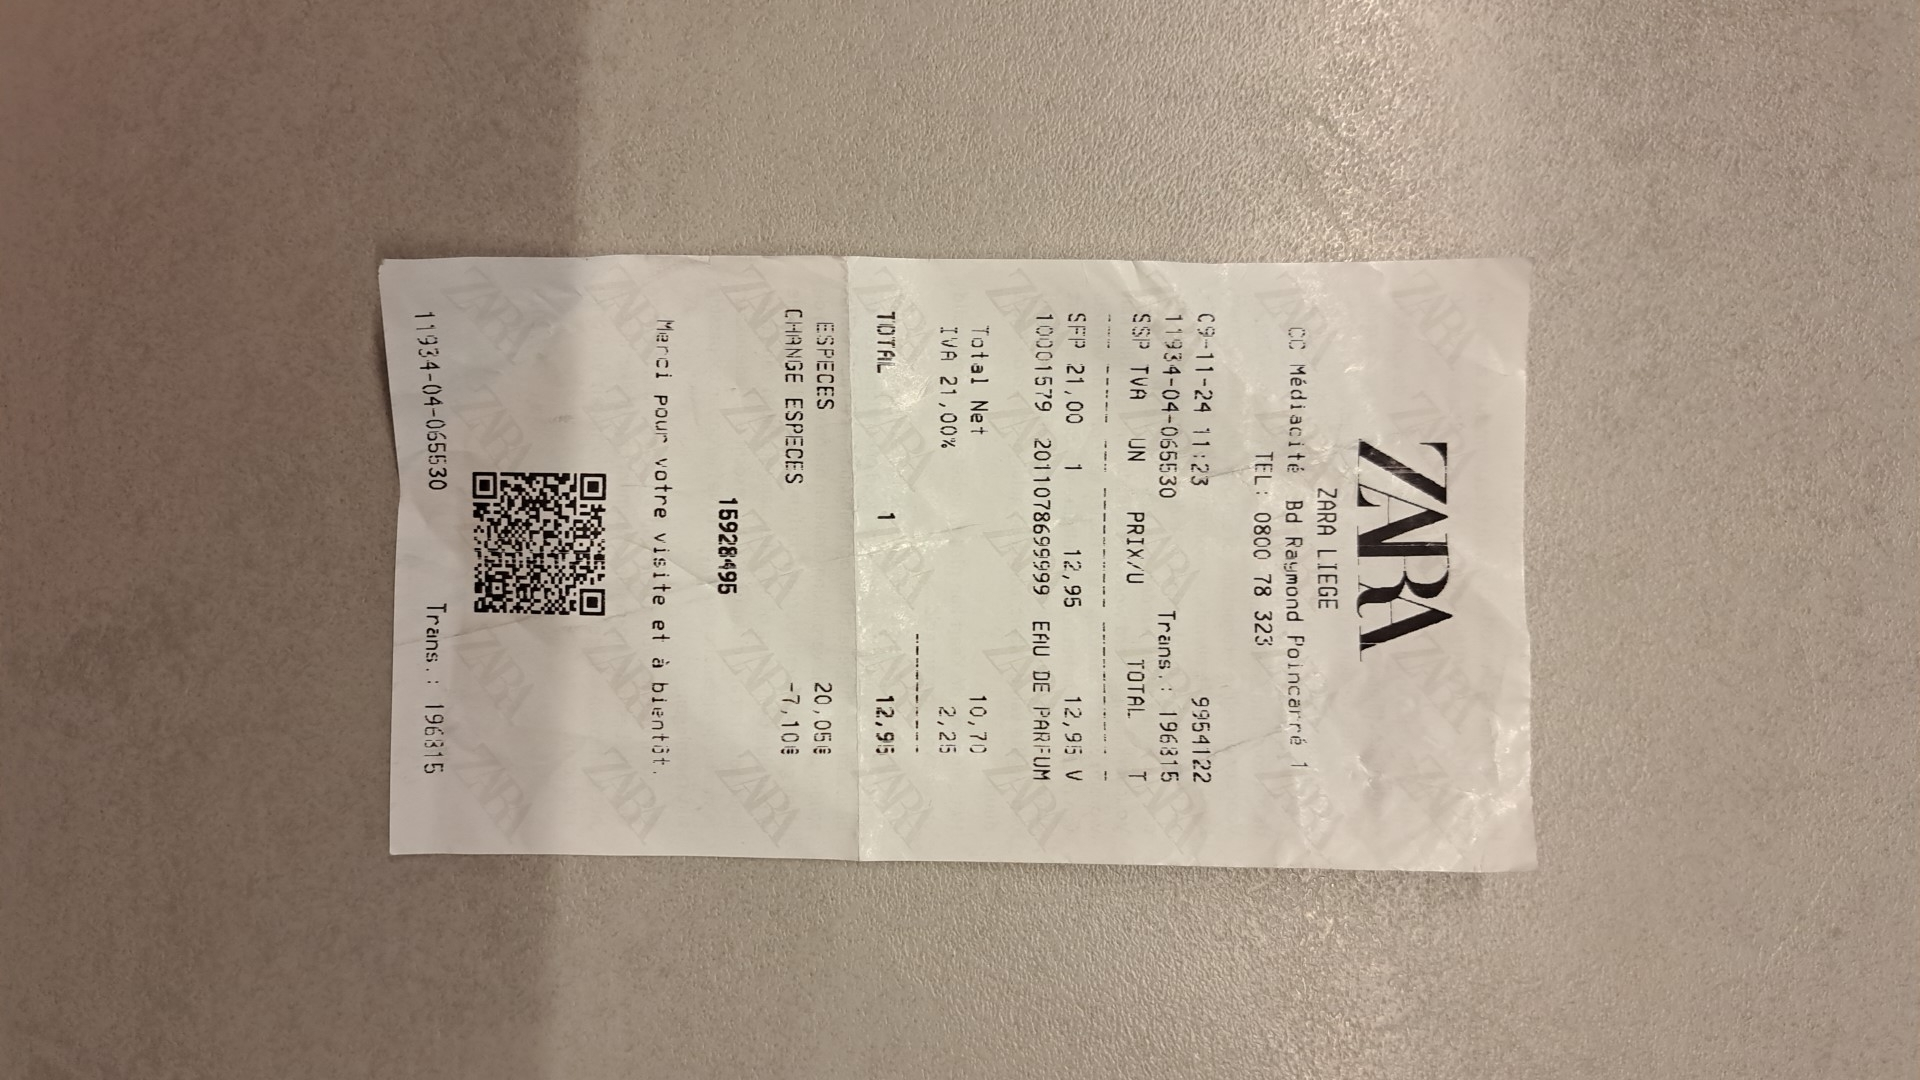 ZARA
ZARA LIEGE
CC Médiacité Bd Raymond Poincarré 1
TEL: 0800 78 323
09-11-24 11:23 9954122
11934-04-065530 Trans.: 196815
SSP TVA UN PRIX/U TOTAL T
SFP 21,00 1 12,95 12,95 V
10001579 20110786999999 EAU DE PARFUM
Total Net 10,70
IVA 21,00% 2,25
TOTAL 1 12,95
ESPECES 20,05€
CHANGE ESPECES -7,10€
15928495
Merci pour votre visite et à bientôt.
11934-04-065530 Trans.: 196815